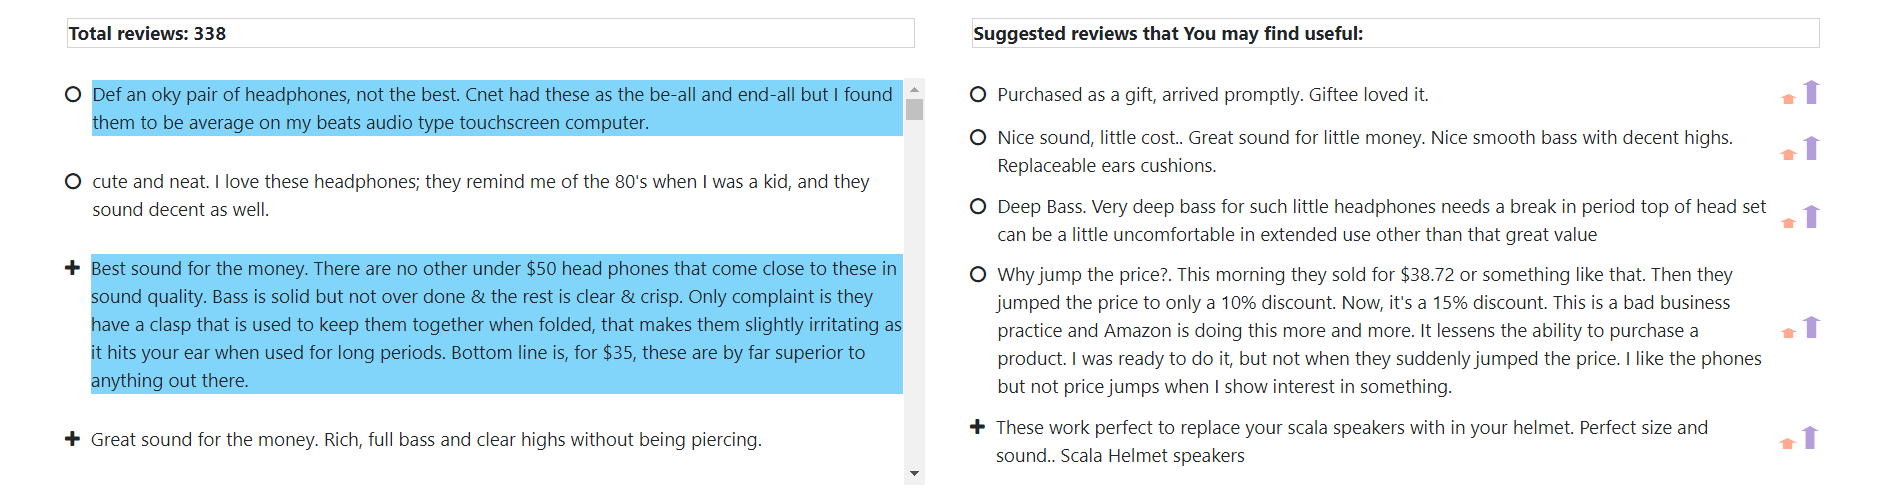 Total reviews: 338
Def an oky pair of headphones, not the best. Cnet had these as the be-all and end-all but I found
them to be average on my beats audio type touchscreen computer.
cute and neat. I love these headphones; they remind me of the 80's when I was a kid, and they
sound decent as well.
Best sound for the money. There are no other under $50 head phones that come close to these in
sound quality. Bass is solid but not over done & the rest is clear & crisp. Only complaint is they
have a clasp that is used to keep them together when folded, that makes them slightly irritating as
it hits your ear when used for long periods. Bottom line is, for $35, these are by far superior to
anything out there.
Great sound for the money. Rich, full bass and clear highs without being piercing.
Suggested reviews that You may find useful:
Purchased as a gift, arrived promptly. Giftee loved it.
Nice sound, little cost.. Great sound for little money. Nice smooth bass with decent highs.
Replaceable ears cushions.
Deep Bass. Very deep bass for such little headphones needs a break in period top of head set
can be a little uncomfortable in extended use other than that great value
Why jump the price?. This morning they sold for $38.72 or something like that. Then they
jumped the price to only a 10% discount. Now, it's a 15% discount. This is a bad business
practice and Amazon is doing this more and more. It lessens the ability to purchase a
product. I was ready to do it, but not when they suddenly jumped the price. I like the phones
but not price jumps when I show interest in something.
These work perfect to replace your scala speakers with in your helmet. Perfect size and
sound.. Scala Helmet speakers